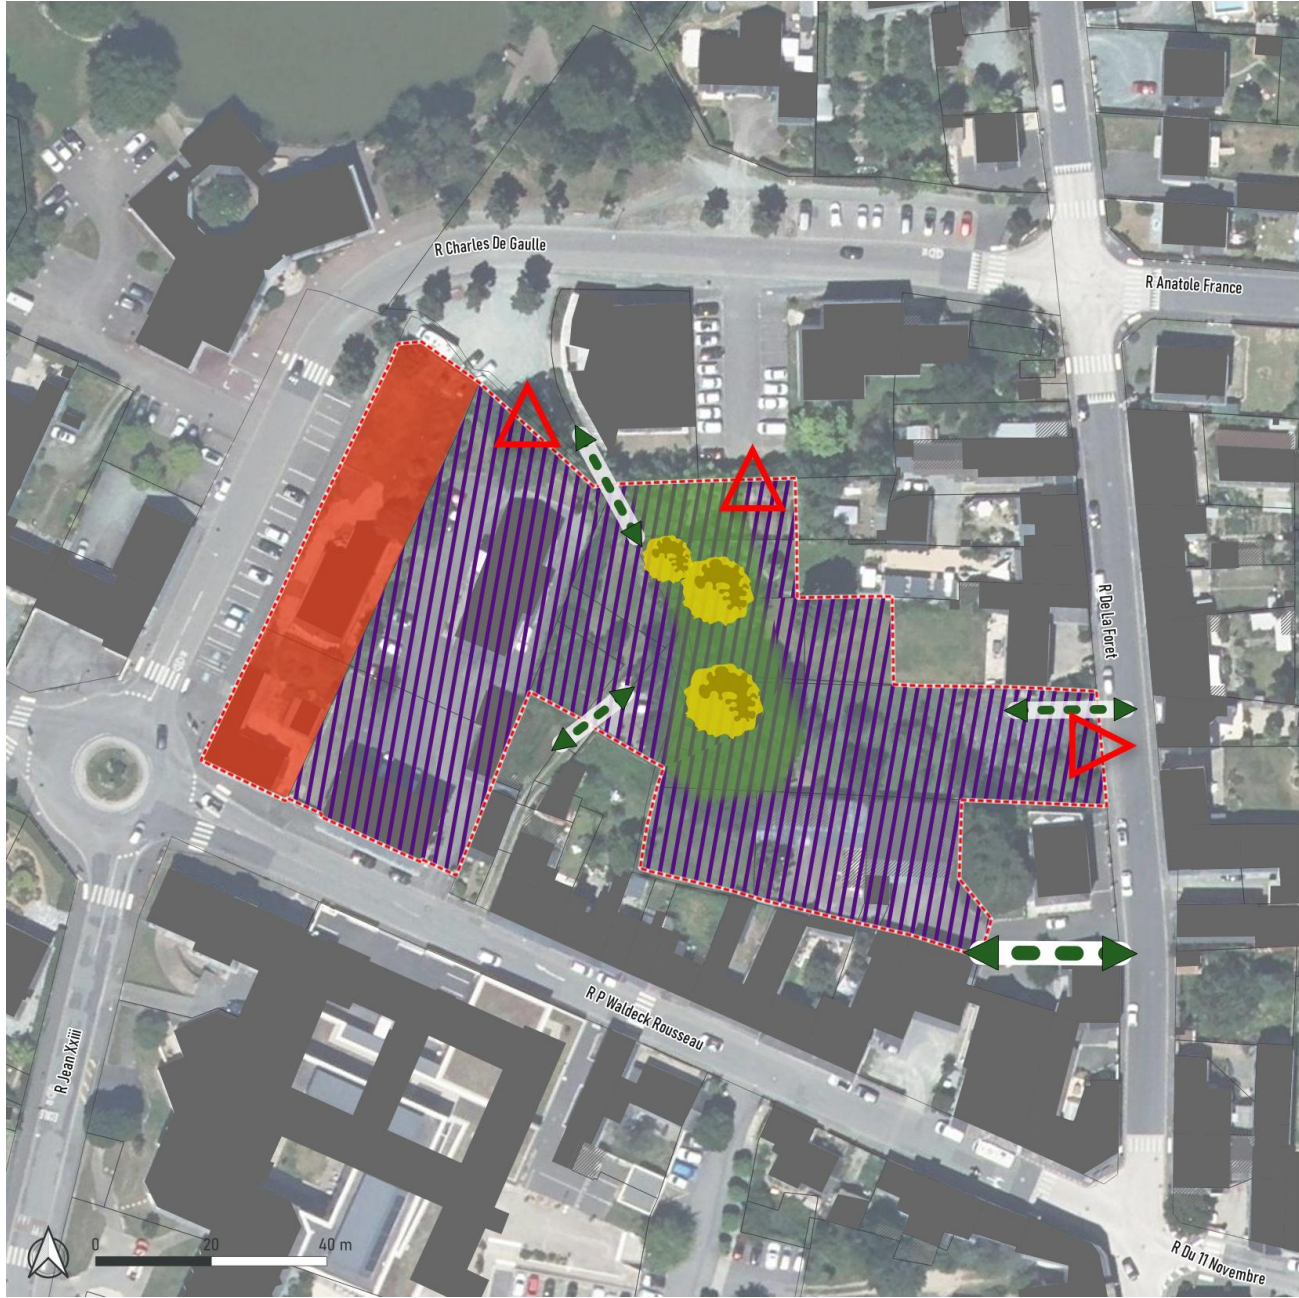 R Charles De Gaulle
R Anatole France
R De La Foret
R P Waldeck Rousseau
R Jean Xxiii
0 20 40 m
R Du 11 Novembre